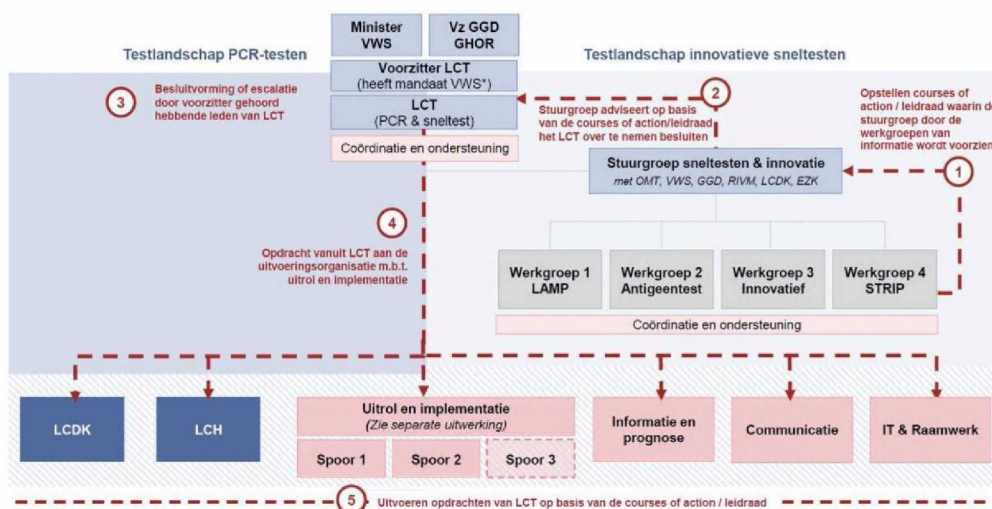 Minister
VWS
Vz GGD
GHOR
Testlandschap PCR-testen
Testlandschap innovatieve sneltesten
Voorzitter LCT
(heeft mandaat VWS*)
LCT
(PCR & sneltest)
Coördinatie en ondersteuning
3
Besluitvorming of escalatie
door voorzitter gehoord
hebbende leden van LCT
2
Stuurgroep adviseert op basis
van de courses of action/leidraad
het LCT over te nemen besluiten
Opstellen courses of
action / leidraad waarin de
stuurgroep door de
werkgroepen van
informatie wordt voorzien
1
Stuurgroep sneltesten & innovatie
met OMT, VWS, GGD, RIVM, LCDK, EZK
4
Opdracht vanuit LCT aan de
uitvoeringsorganisatie m.b.t.
uitrol en implementatie
Werkgroep 1
LAMP
Werkgroep 2
Antigeentest
Werkgroep 3
Innovatief
Werkgroep 4
STRIP
Coördinatie en ondersteuning
LCDK
LCH
Uitrol en implementatie
(Zie separate uitwerking)
Spoor 1
Spoor 2
Spoor 3
Informatie en
prognose
Communicatie
IT & Raamwerk
5
Uitvoeren opdrachten van LCT op basis van de courses of action / leidraad